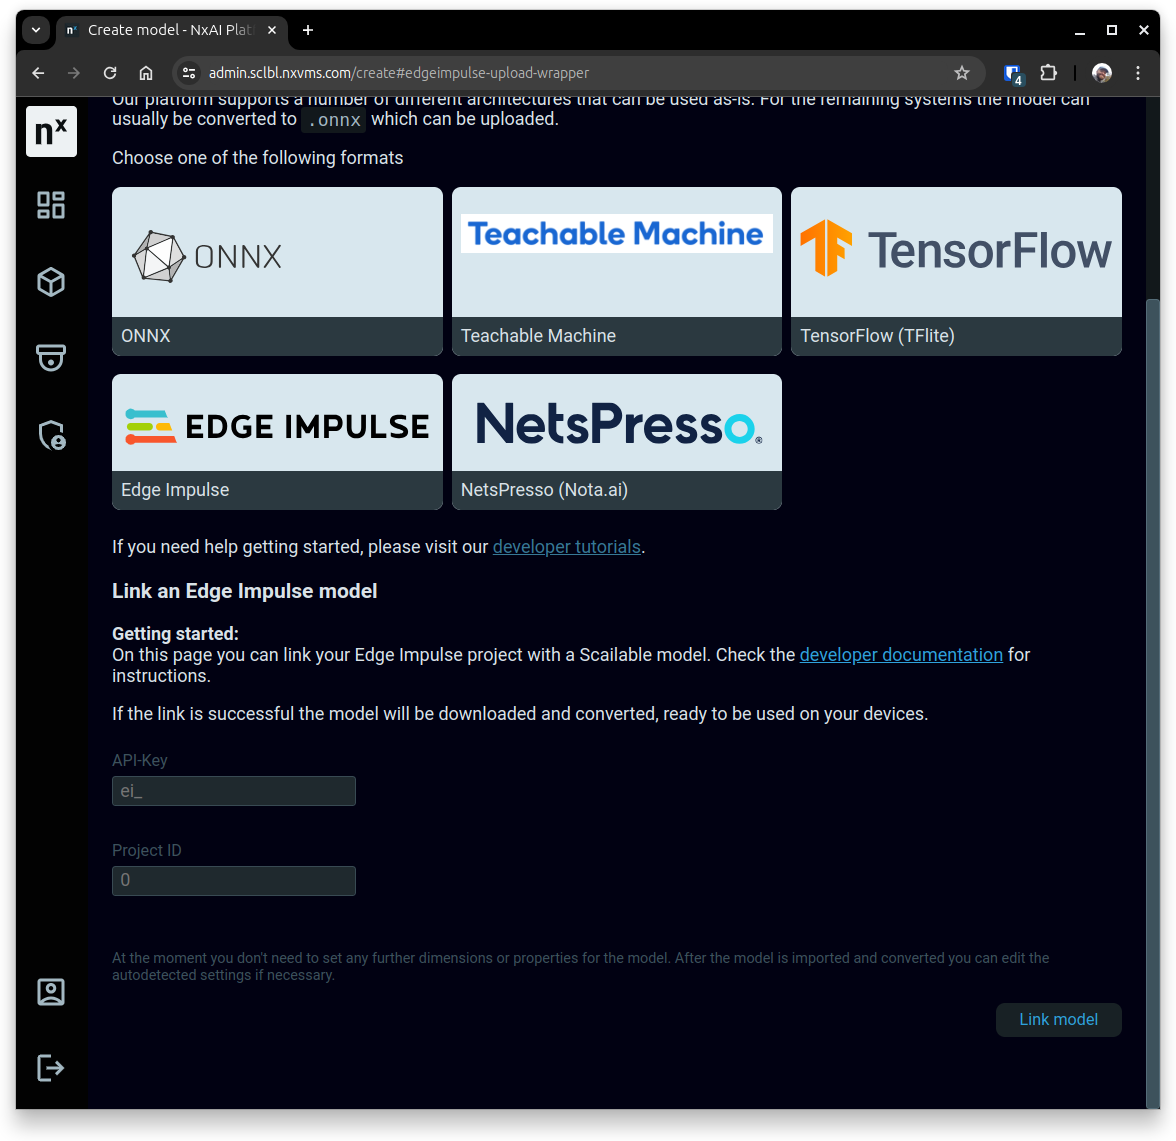 Create model - NxAI Plat
admin.sclbl.nxvms.com/create#edgeimpulse-upload-wrapper
4
nx
Our platform supports a number of different architectures that can be used as-is. For the remaining systems the model can
usually be converted to .onnx which can be uploaded.
Choose one of the following formats
ONNX
Teachable Machine
TensorFlow
ONNX
Teachable Machine
TensorFlow (TFlite)
EDGE IMPULSE
NetsPresso®
Edge Impulse
NetsPresso (Nota.ai)
If you need help getting started, please visit our developer tutorials.
Link an Edge Impulse model
Getting started:
On this page you can link your Edge Impulse project with a Scailable model. Check the developer documentation for
instructions.
If the link is successful the model will be downloaded and converted, ready to be used on your devices.
API-Key
ei_
Project ID
0
At the moment you don't need to set any further dimensions or properties for the model. After the model is imported and converted you can edit the
autodetected settings if necessary.
Link model